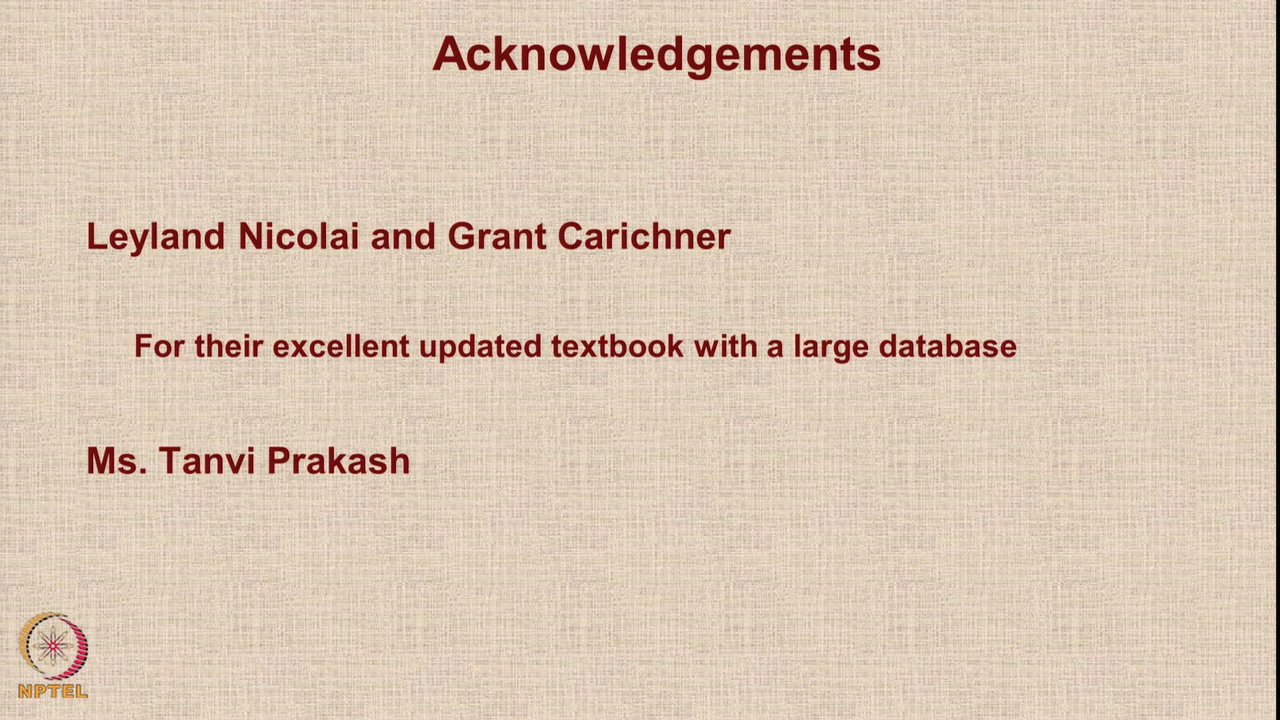 Acknowledgements
Leyland Nicolai and Grant Carichner
For their excellent updated textbook with a large database
Ms. Tanvi Prakash
NPTEL